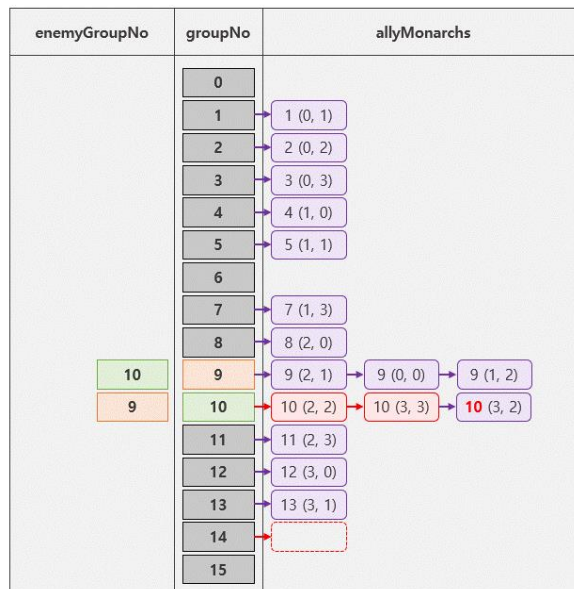 enemyGroupNo groupNo allyMonarchs
0
1 1 (0, 1)
2 2 (0, 2)
3 3 (0, 3)
4 4 (1, 0)
5 5 (1, 1)
6
7 7 (1, 3)
8 8 (2, 0)
10 9 9 (2, 1) 9 (0, 0) 9 (1, 2)
9 10 10 (2, 2) 10 (3, 3) 10 (3, 2)
11 11 (2, 3)
12 12 (3, 0)
13 13 (3, 1)
14
15